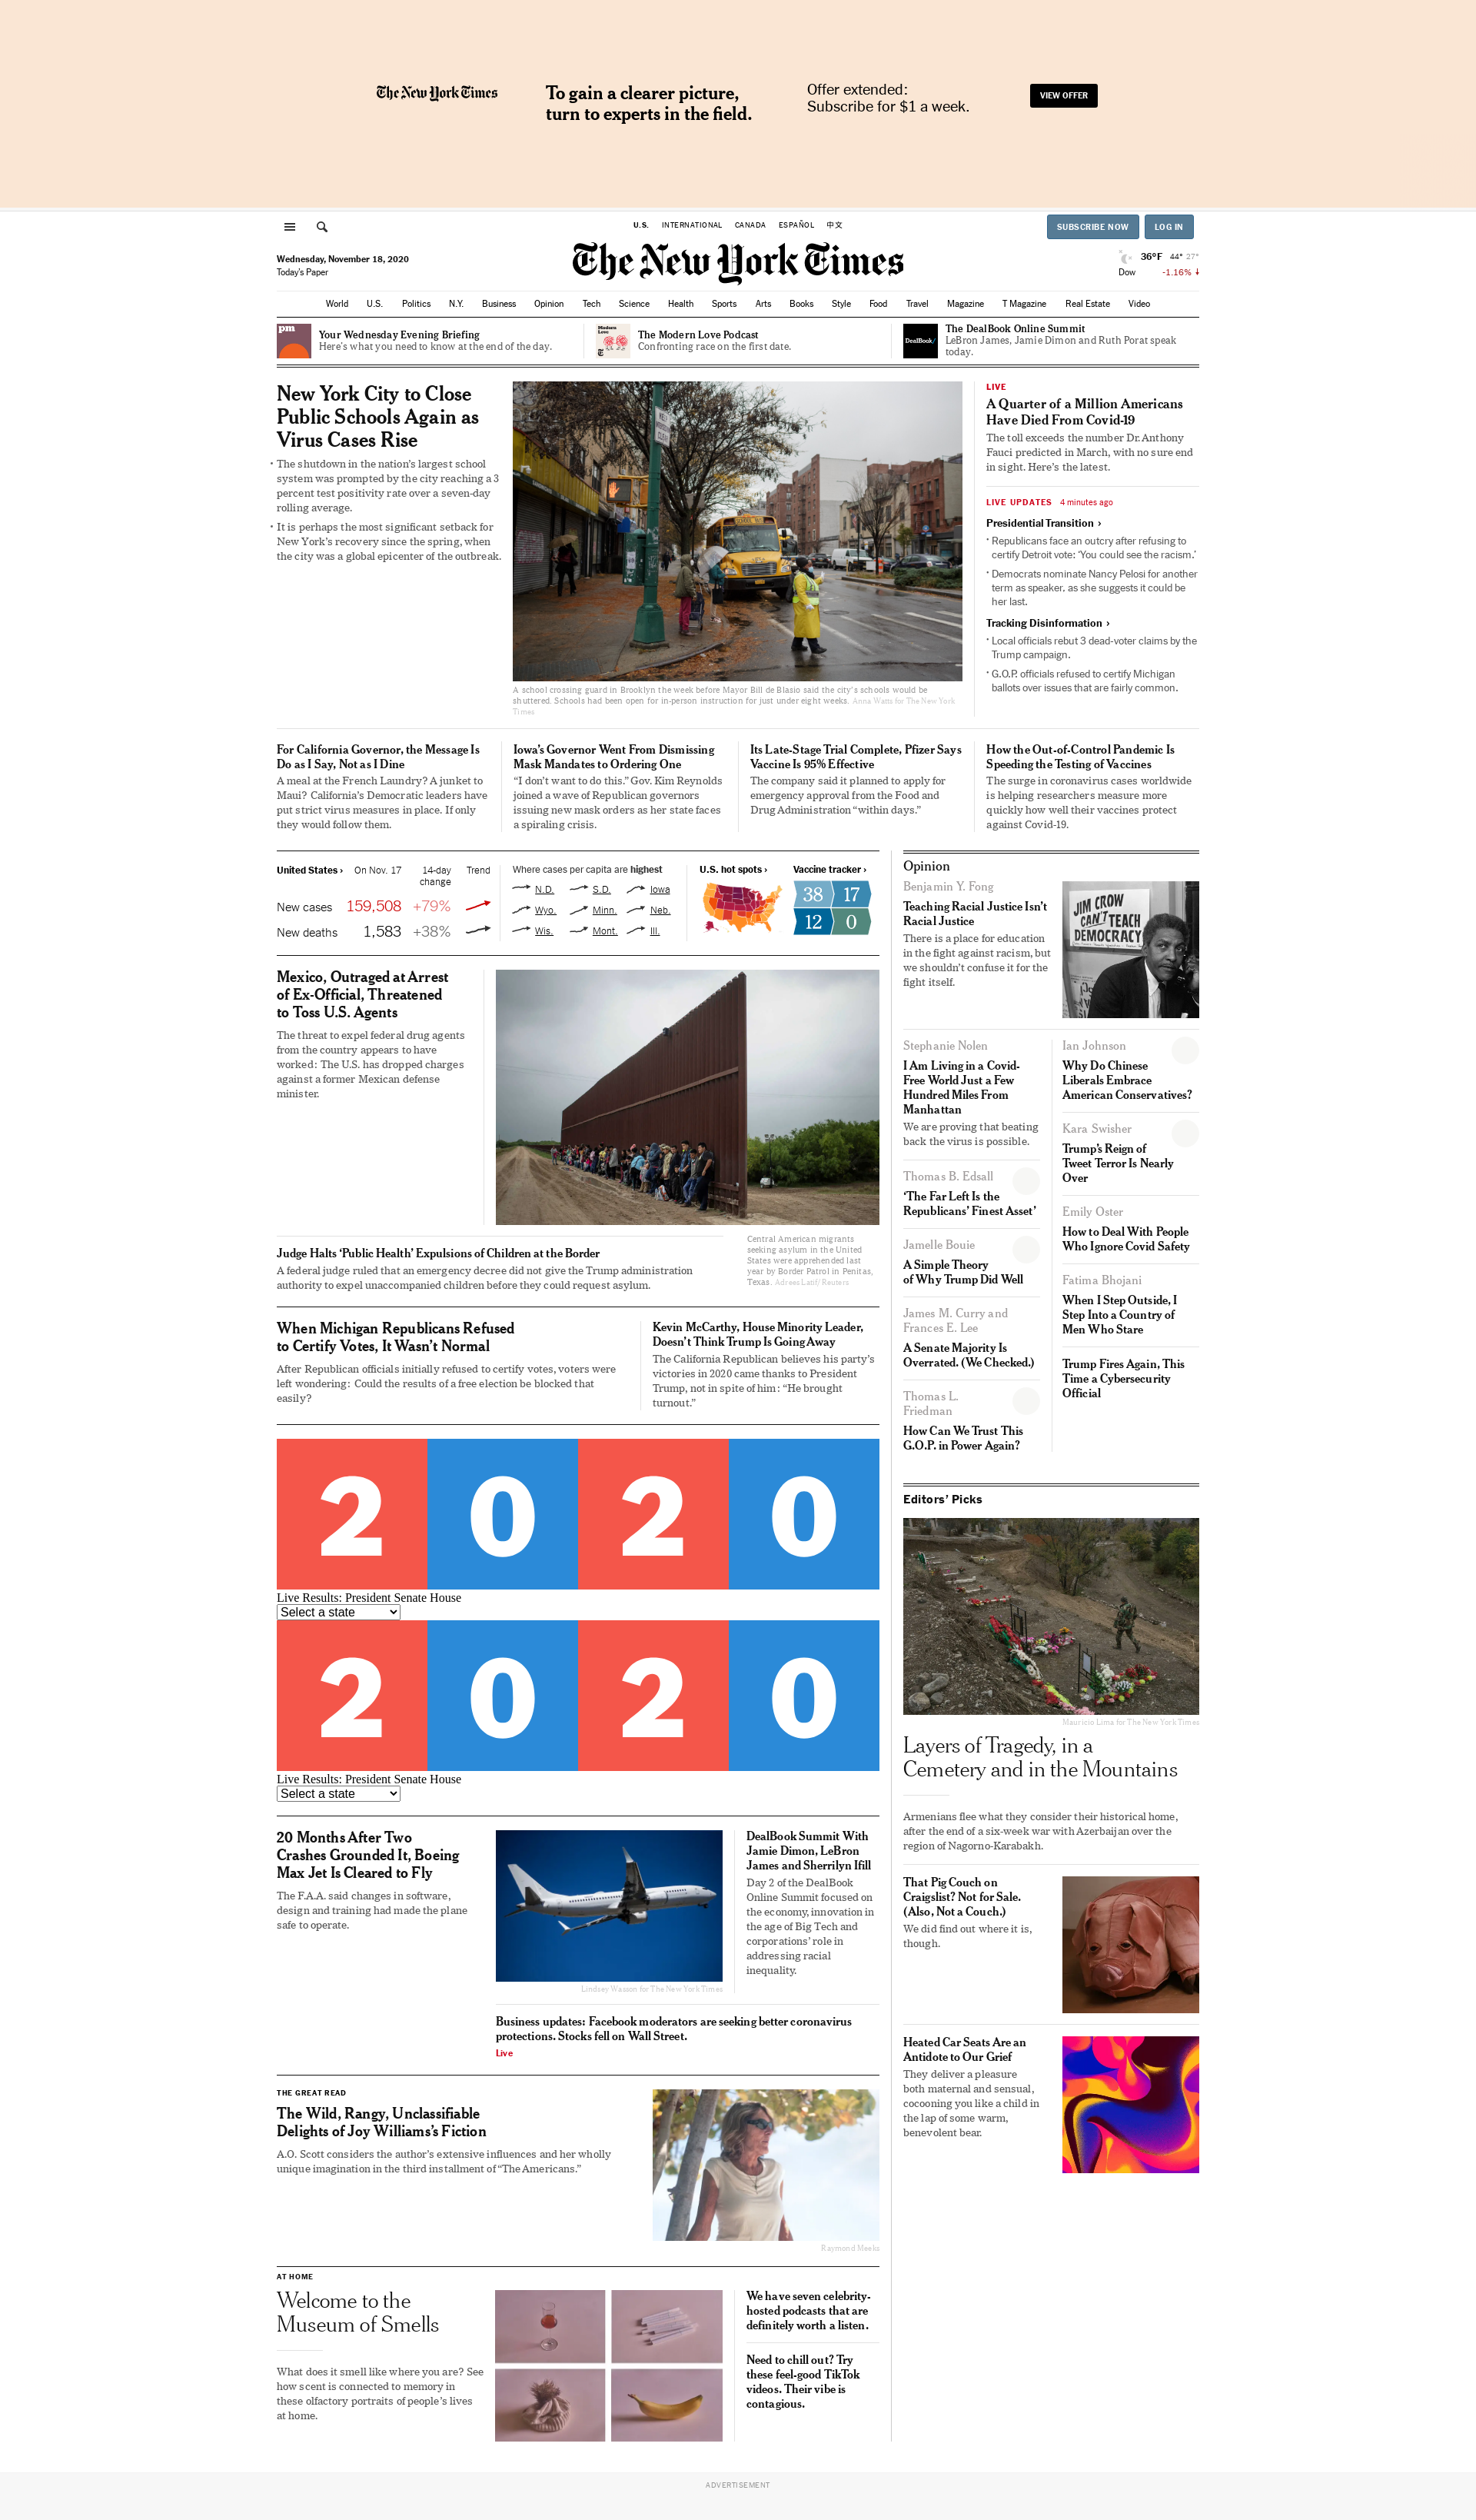 The New York Times
To gain a clearer picture,
turn to experts in the field.
Offer extended:
Subscribe for $1 a week.
VIEW OFFER
U.S. INTERNATIONAL CANADA ESPAÑOL 中文
SUBSCRIBE NOW LOG IN
Wednesday, November 18, 2020
Today's Paper
The New York Times
36°F 44° 27°
Dow -1.16%
World U.S. Politics N.Y. Business Opinion Tech Science Health Sports Arts Books Style Food Travel Magazine T Magazine Real Estate Video
pm
Your Wednesday Evening Briefing
Here's what you need to know at the end of the day.
Modern
Love
The Modern Love Podcast
Confronting race on the first date.
DealBook/
The DealBook Online Summit
LeBron James, Jamie Dimon and Ruth Porat speak
today.
New York City to Close
Public Schools Again as
Virus Cases Rise
• The shutdown in the nation's largest school
system was prompted by the city reaching a 3
percent test positivity rate over a seven-day
rolling average.
• It is perhaps the most significant setback for
New York's recovery since the spring, when
the city was a global epicenter of the outbreak.
A school crossing guard in Brooklyn the week before Mayor Bill de Blasio said the city's schools would be
shuttered. Schools had been open for in-person instruction for just under eight weeks. Anna Watts for The New York
Times
LIVE
A Quarter of a Million Americans
Have Died From Covid-19
The toll exceeds the number Dr. Anthony
Fauci predicted in March, with no sure end
in sight. Here's the latest.
LIVE UPDATES 4 minutes ago
Presidential Transition ›
• Republicans face an outcry after refusing to
certify Detroit vote: 'You could see the racism.'
• Democrats nominate Nancy Pelosi for another
term as speaker, as she suggests it could be
her last.
Tracking Disinformation ›
• Local officials rebut 3 dead-voter claims by the
Trump campaign.
• G.O.P. officials refused to certify Michigan
ballots over issues that are fairly common.
For California Governor, the Message Is
Do as I Say, Not as I Dine
A meal at the French Laundry? A junket to
Maui? California's Democratic leaders have
put strict virus measures in place. If only
they would follow them.
Iowa's Governor Went From Dismissing
Mask Mandates to Ordering One
“I don't want to do this.” Gov. Kim Reynolds
joined a wave of Republican governors
issuing new mask orders as her state faces
a spiraling crisis.
Its Late-Stage Trial Complete, Pfizer Says
Vaccine Is 95% Effective
The company said it planned to apply for
emergency approval from the Food and
Drug Administration “within days.”
How the Out-of-Control Pandemic Is
Speeding the Testing of Vaccines
The surge in coronavirus cases worldwide
is helping researchers measure more
quickly how well their vaccines protect
against Covid-19.
United States › On Nov. 17 14-day Trend
change
New cases 159,508 +79%
New deaths 1,583 +38%
Where cases per capita are highest
N.D. S.D. Iowa
Wyo. Minn. Neb.
Wis. Mont. Ill.
U.S. hot spots ›
Vaccine tracker ›
38 17
12 0
Mexico, Outraged at Arrest
of Ex-Official, Threatened
to Toss U.S. Agents
The threat to expel federal drug agents
from the country appears to have
worked: The U.S. has dropped charges
against a former Mexican defense
minister.
Judge Halts ‘Public Health’ Expulsions of Children at the Border
A federal judge ruled that an emergency decree did not give the Trump administration
authority to expel unaccompanied children before they could request asylum.
Central American migrants
seeking asylum in the United
States were apprehended last
year by Border Patrol in Penitas,
Texas. Adrees Latif/Reuters
When Michigan Republicans Refused
to Certify Votes, It Wasn't Normal
After Republican officials initially refused to certify votes, voters were
left wondering: Could the results of a free election be blocked that
easily?
Kevin McCarthy, House Minority Leader,
Doesn't Think Trump Is Going Away
The California Republican believes his party's
victories in 2020 came thanks to President
Trump, not in spite of him: “He brought
turnout.”
2020
Live Results: President Senate House
Select a state
2020
Live Results: President Senate House
Select a state
20 Months After Two
Crashes Grounded It, Boeing
Max Jet Is Cleared to Fly
The F.A.A. said changes in software,
design and training had made the plane
safe to operate.
Lindsey Wasson for The New York Times
DealBook Summit With
Jamie Dimon, LeBron
James and Sherrilyn Ifill
Day 2 of the DealBook
Online Summit focused on
the economy, innovation in
the age of Big Tech and
corporations' role in
addressing racial
inequality.
Business updates: Facebook moderators are seeking better coronavirus
protections. Stocks fell on Wall Street.
Live
THE GREAT READ
The Wild, Rangy, Unclassifiable
Delights of Joy Williams's Fiction
A.O. Scott considers the author's extensive influences and her wholly
unique imagination in the third installment of “The Americans.”
Raymond Meeks
AT HOME
Welcome to the
Museum of Smells
What does it smell like where you are? See
how scent is connected to memory in
these olfactory portraits of people's lives
at home.
We have seven celebrity-
hosted podcasts that are
definitely worth a listen.
Need to chill out? Try
these feel-good TikTok
videos. Their vibe is
contagious.
Opinion
Benjamin Y. Fong
Teaching Racial Justice Isn't
Racial Justice
There is a place for education
in the fight against racism, but
we shouldn't confuse it for the
fight itself.
JIM CROW
CAN'T TEACH
DEMOCRACY
Stephanie Nolen
I Am Living in a Covid-
Free World Just a Few
Hundred Miles From
Manhattan
We are proving that beating
back the virus is possible.
Thomas B. Edsall
‘The Far Left Is the
Republicans’ Finest Asset’
Jamelle Bouie
A Simple Theory
of Why Trump Did Well
James M. Curry and
Frances E. Lee
A Senate Majority Is
Overrated. (We Checked.)
Thomas L.
Friedman
How Can We Trust This
G.O.P. in Power Again?
Ian Johnson
Why Do Chinese
Liberals Embrace
American Conservatives?
Kara Swisher
Trump's Reign of
Tweet Terror Is Nearly
Over
Emily Oster
How to Deal With People
Who Ignore Covid Safety
Fatima Bhojani
When I Step Outside, I
Step Into a Country of
Men Who Stare
Trump Fires Again, This
Time a Cybersecurity
Official
Editors' Picks
Mauricio Lima for The New York Times
Layers of Tragedy, in a
Cemetery and in the Mountains
Armenians flee what they consider their historical home,
after the end of a six-week war with Azerbaijan over the
region of Nagorno-Karabakh.
That Pig Couch on
Craigslist? Not for Sale.
(Also, Not a Couch.)
We did find out where it is,
though.
Heated Car Seats Are an
Antidote to Our Grief
They deliver a pleasure
both maternal and sensual,
cocooning you like a child in
the lap of some warm,
benevolent bear.
ADVERTISEMENT